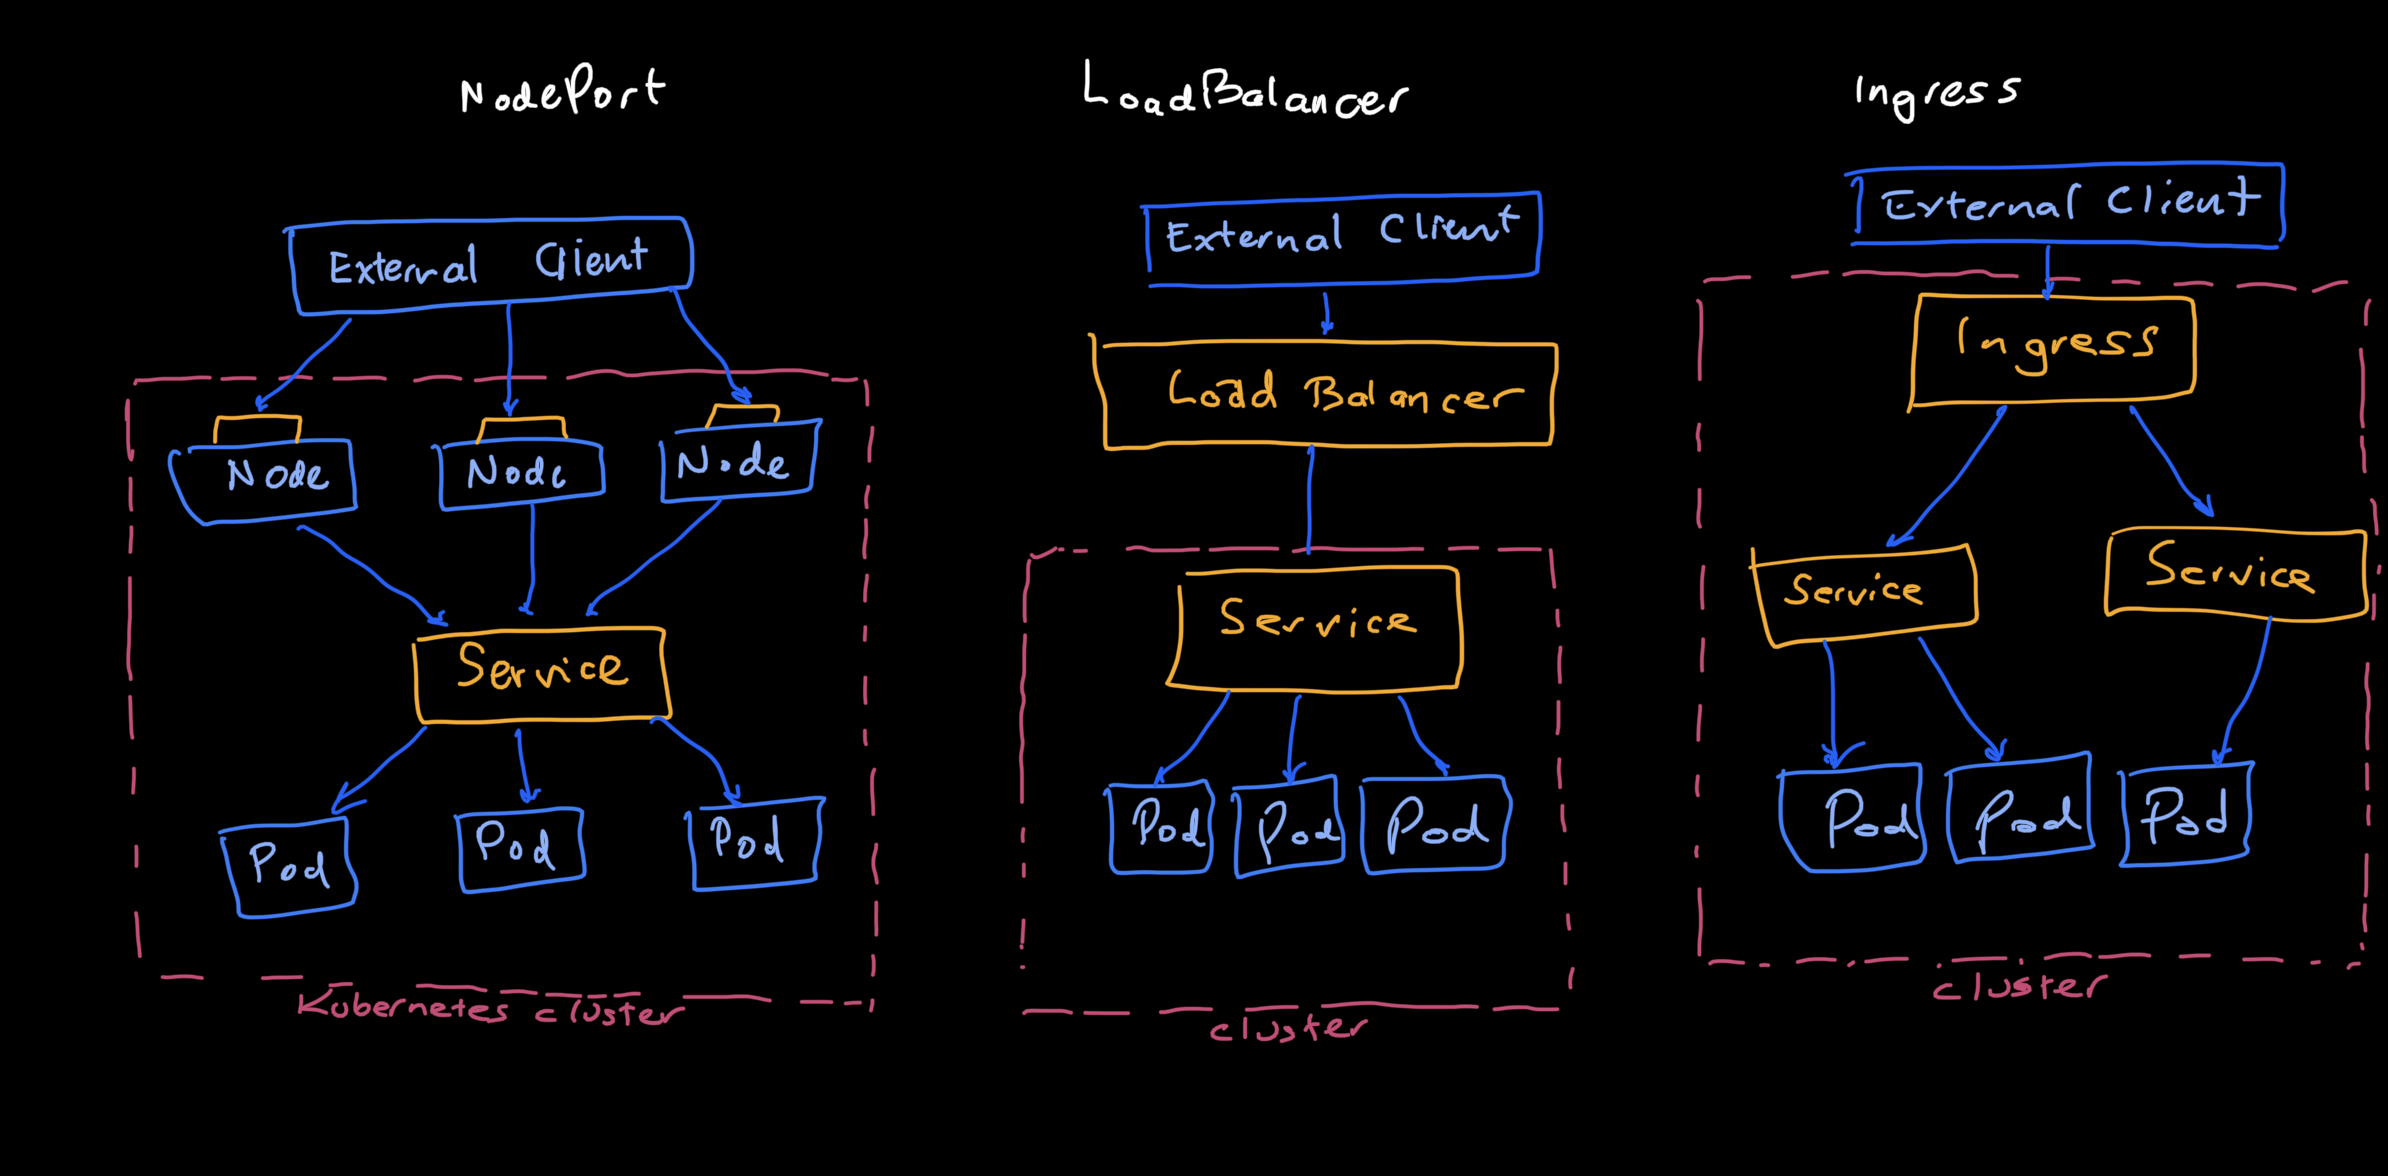 NodePort
External Client
Node
Node
Node
Service
Pod
Pod
Pod
Kubernetes cluster
LoadBalancer
External Client
Load Balancer
Service
Pod
Pod
Pod
cluster
Ingress
External Client
Ingress
Service
Service
Pod
Pod
Pod
cluster